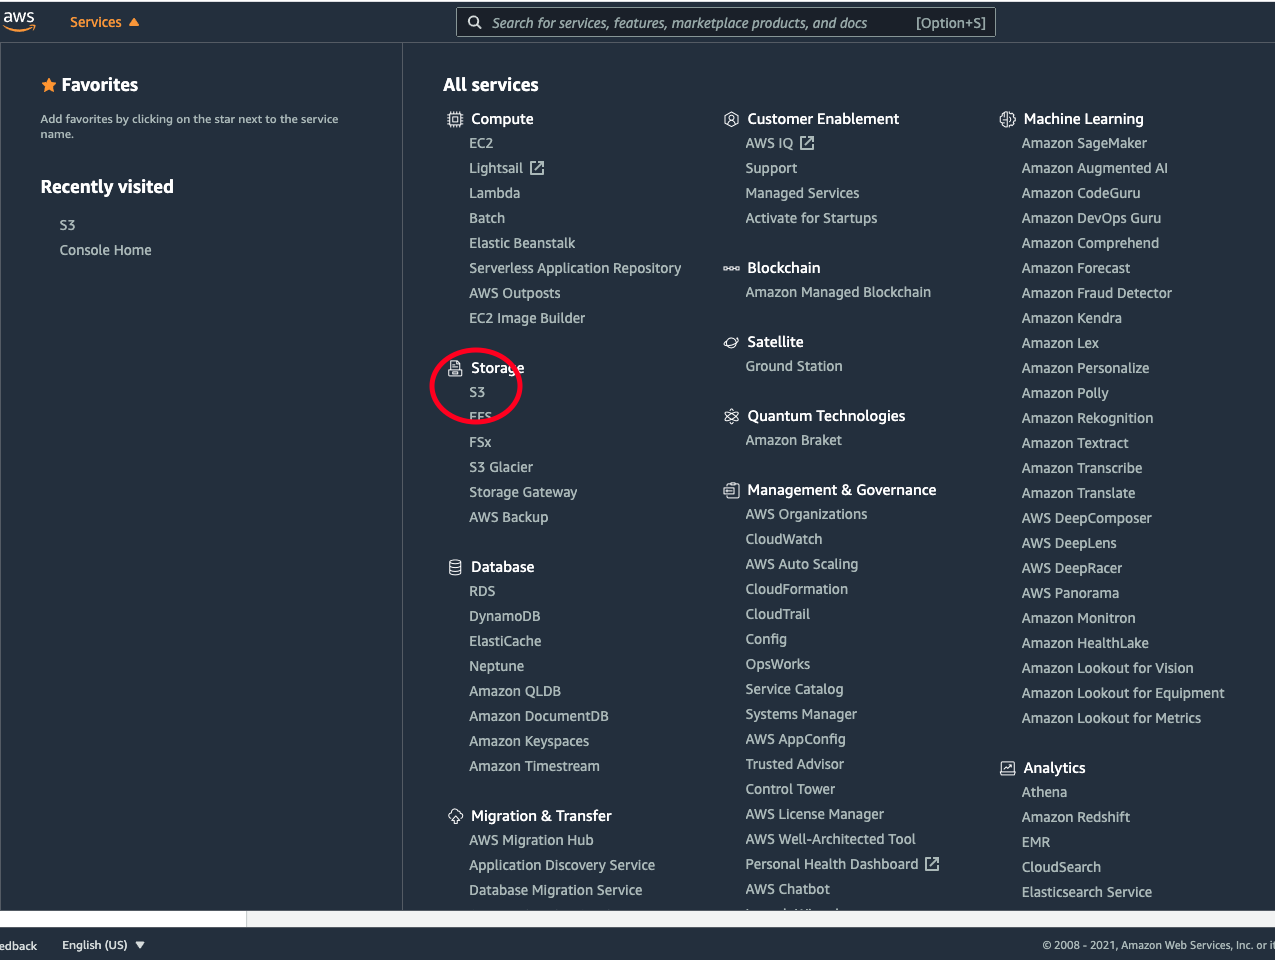 aws
Services
Search for services, features, marketplace products, and docs
[Option+S]
Favorites
Add favorites by clicking on the star next to the service
name.
Recently visited
S3
Console Home
All services
Compute
EC2
Lightsail
Lambda
Batch
Elastic Beanstalk
Serverless Application Repository
AWS Outposts
EC2 Image Builder
Storage
S3
EFS
FSx
S3 Glacier
Storage Gateway
AWS Backup
Database
RDS
DynamoDB
ElastiCache
Neptune
Amazon QLDB
Amazon DocumentDB
Amazon Keyspaces
Amazon Timestream
Migration & Transfer
AWS Migration Hub
Application Discovery Service
Database Migration Service
Customer Enablement
AWS IQ
Support
Managed Services
Activate for Startups
Blockchain
Amazon Managed Blockchain
Satellite
Ground Station
Quantum Technologies
Amazon Braket
Management & Governance
AWS Organizations
CloudWatch
AWS Auto Scaling
CloudFormation
CloudTrail
Config
OpsWorks
Service Catalog
Systems Manager
AWS AppConfig
Trusted Advisor
Control Tower
AWS License Manager
AWS Well-Architected Tool
Personal Health Dashboard
AWS Chatbot
Machine Learning
Amazon SageMaker
Amazon Augmented AI
Amazon CodeGuru
Amazon DevOps Guru
Amazon Comprehend
Amazon Forecast
Amazon Fraud Detector
Amazon Kendra
Amazon Lex
Amazon Personalize
Amazon Polly
Amazon Rekognition
Amazon Textract
Amazon Transcribe
Amazon Translate
AWS DeepComposer
AWS DeepLens
AWS DeepRacer
AWS Panorama
Amazon Monitron
Amazon HealthLake
Amazon Lookout for Vision
Amazon Lookout for Equipment
Amazon Lookout for Metrics
Analytics
Athena
Amazon Redshift
EMR
CloudSearch
Elasticsearch Service
edback
English (US)
© 2008 - 2021, Amazon Web Services, Inc. or it